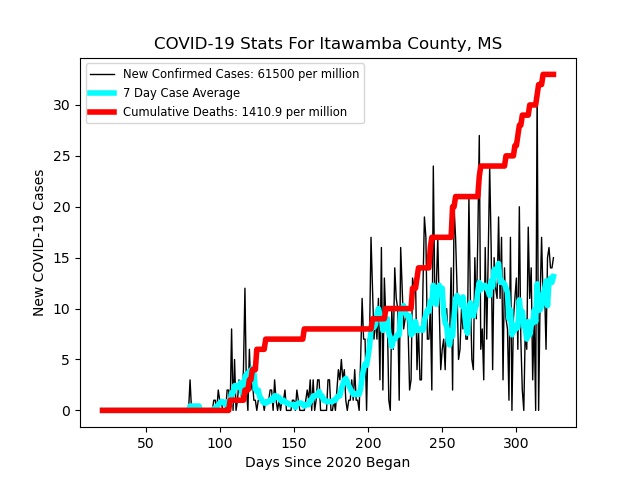 COVID-19 Stats For Itawamba County, MS
New Confirmed Cases: 61500 per million
7 Day Case Average
Cumulative Deaths: 1410.9 per million
New COVID-19 Cases
30
25
20
15
10
5
0
50 100 150 200 250 300
Days Since 2020 Began